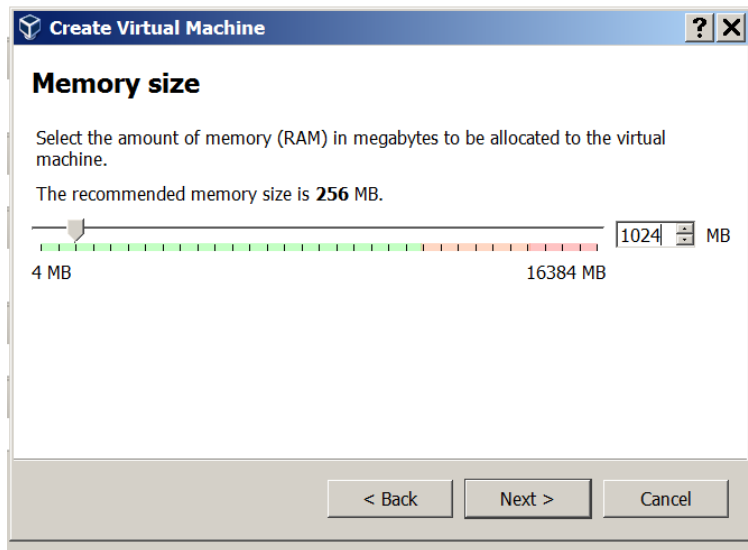 Create Virtual Machine
Memory size
Select the amount of memory (RAM) in megabytes to be allocated to the virtual
machine.
The recommended memory size is 256 MB.
1024 MB
4 MB 16384 MB
< Back Next > Cancel